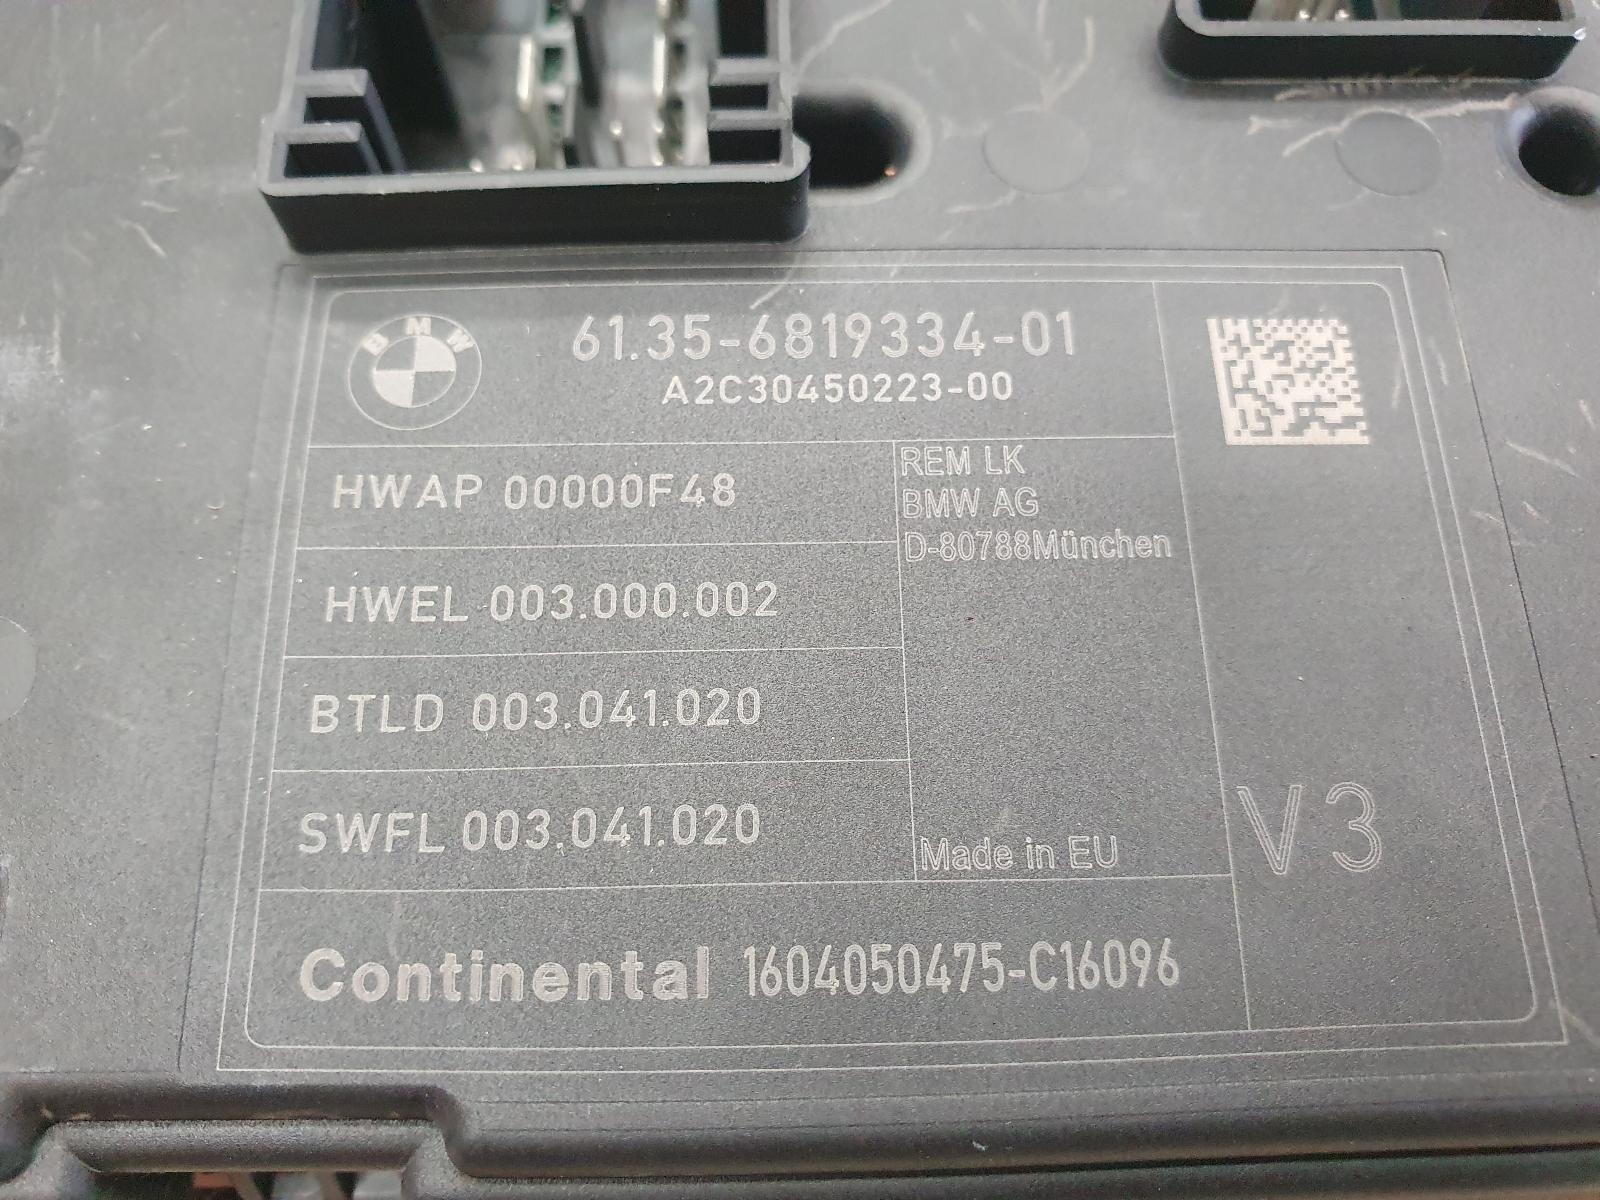 BMW
61.35-6819334-01
A2C30450223-00
HWAP 00000F48
REM LK
BMW AG
D-80788München
HWEL 003.000.002
BTLD 003.041.020
SWFL 003.041.020
Made in EU
V3
Continental 1604050475-C16096